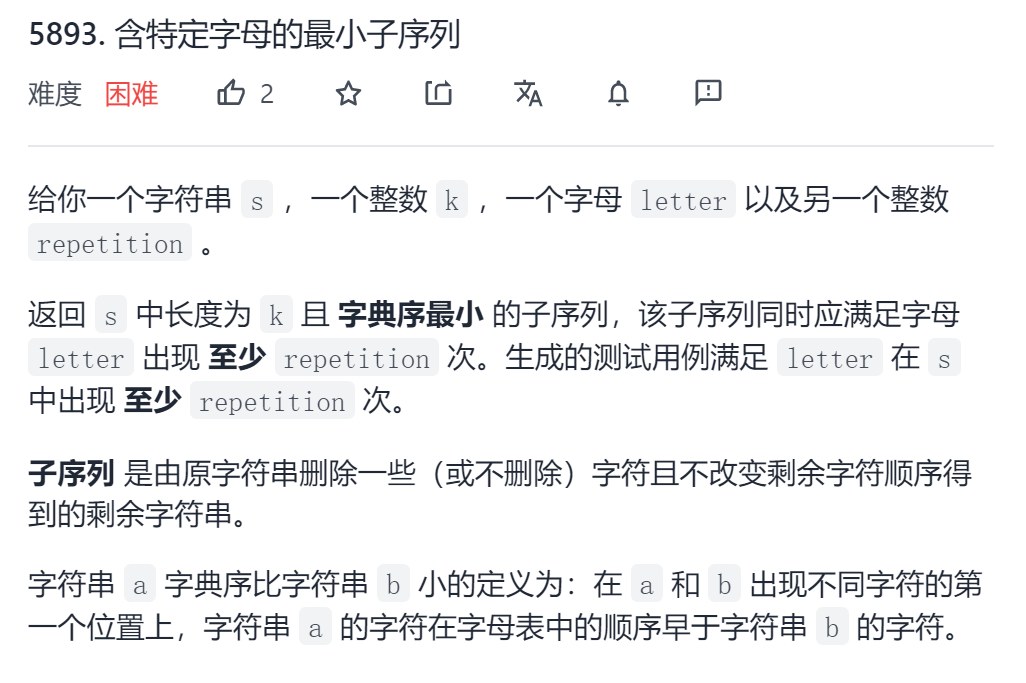 5893. 含特定字母的最小子序列
难度 困难 2
给你一个字符串 s ，一个整数 k ，一个字母 letter 以及另一个整数
repetition 。
返回 s 中长度为 k 且 字典序最小 的子序列，该子序列同时应满足字母
letter 出现 至少 repetition 次。生成的测试用例满足 letter 在 s
中出现 至少 repetition 次。
子序列 是由原字符串删除一些（或不删除）字符且不改变剩余字符顺序得
到的剩余字符串。
字符串 a 字典序比字符串 b 小的定义为：在 a 和 b 出现不同字符的第
一个位置上，字符串 a 的字符在字母表中的顺序早于字符串 b 的字符。